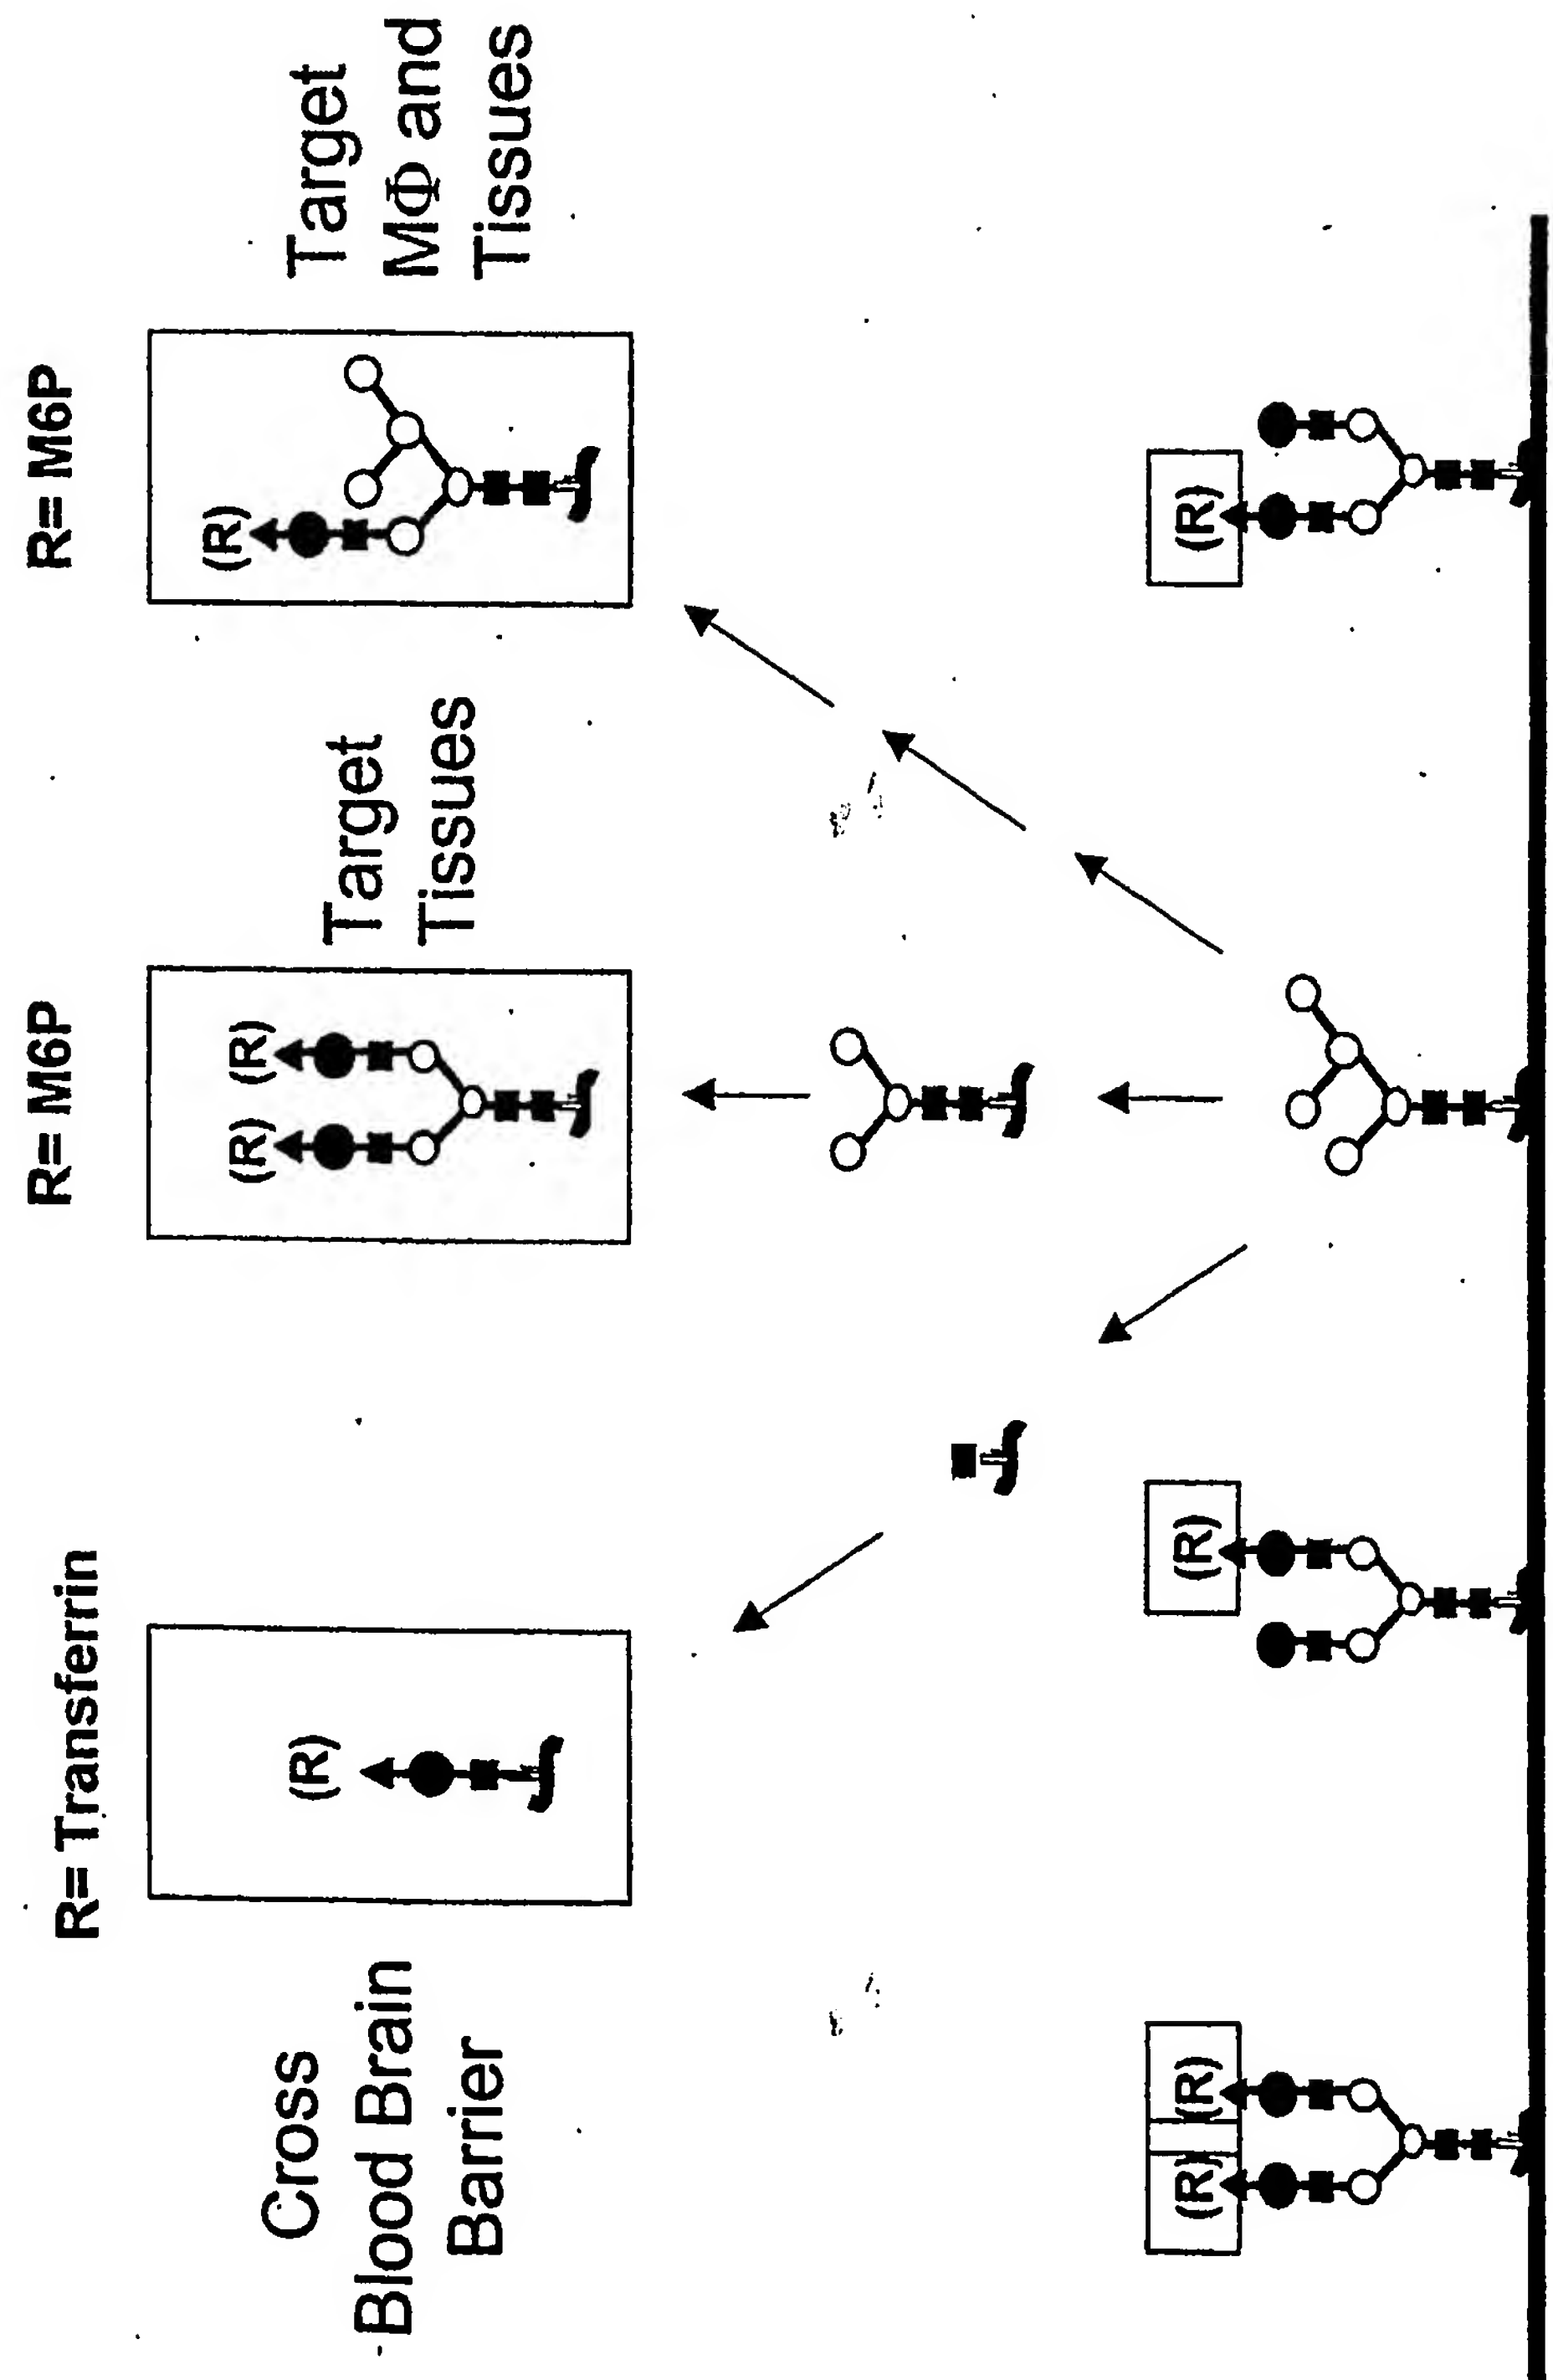 R= Transferrin
R= M6P
R= M6P
Cross
Blood Brain
Barrier
(R)
(R) (R)
Target
Tissues
(R)
Target
MΦ and
Tissues
(R) (R)
(R)
(R)